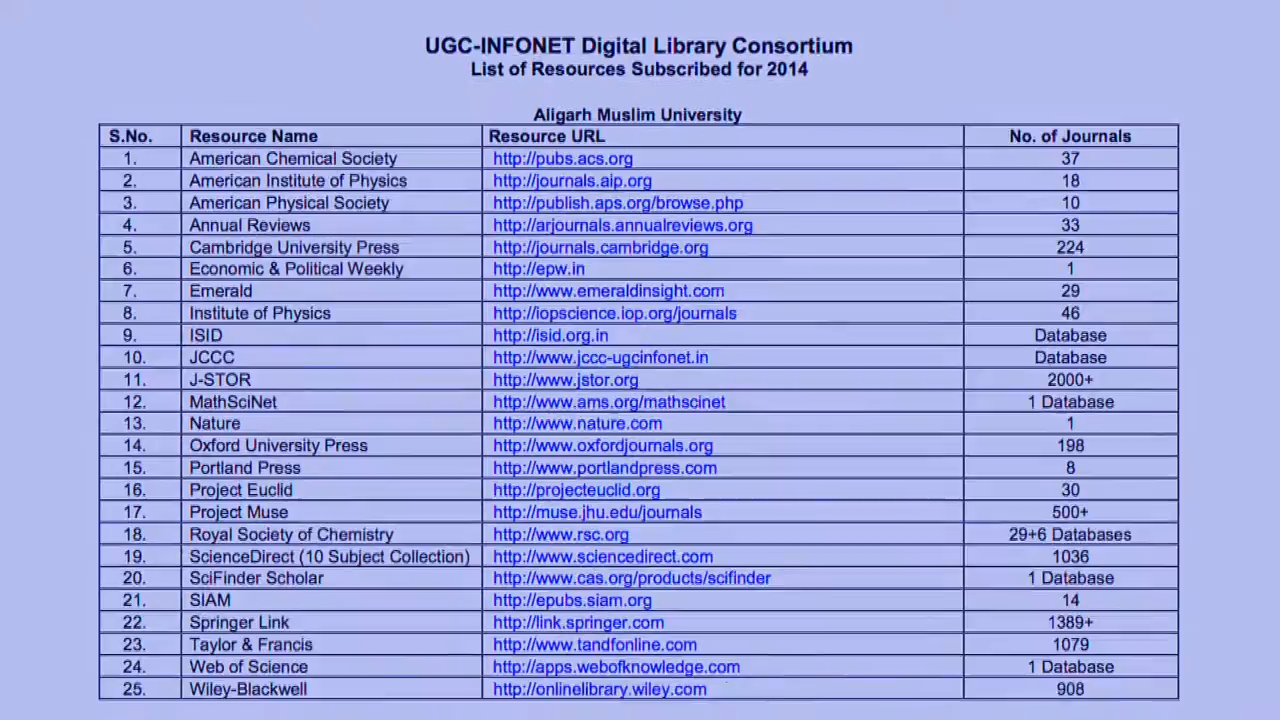 UGC-INFONET Digital Library Consortium
List of Resources Subscribed for 2014
Aligarh Muslim University
S.No. Resource Name Resource URL No. of Journals
1. American Chemical Society http://pubs.acs.org 37
2. American Institute of Physics http://journals.aip.org 18
3. American Physical Society http://publish.aps.org/browse.php 10
4. Annual Reviews http://arjournals.annualreviews.org 33
5. Cambridge University Press http://journals.cambridge.org 224
6. Economic & Political Weekly http://epw.in 1
7. Emerald http://www.emeraldinsight.com 29
8. Institute of Physics http://iopscience.iop.org/journals 46
9. ISID http://isid.org.in Database
10. JCCC http://www.jccc-ugcinfonet.in Database
11. J-STOR http://www.jstor.org 2000+
12. MathSciNet http://www.ams.org/mathscinet 1 Database
13. Nature http://www.nature.com 1
14. Oxford University Press http://www.oxfordjournals.org 198
15. Portland Press http://www.portlandpress.com 8
16. Project Euclid http://projecteuclid.org 30
17. Project Muse http://muse.jhu.edu/journals 500+
18. Royal Society of Chemistry http://www.rsc.org 29+6 Databases
19. ScienceDirect (10 Subject Collection) http://www.sciencedirect.com 1036
20. SciFinder Scholar http://www.cas.org/products/scifinder 1 Database
21. SIAM http://epubs.siam.org 14
22. Springer Link http://link.springer.com 1389+
23. Taylor & Francis http://www.tandfonline.com 1079
24. Web of Science http://apps.webofknowledge.com 1 Database
25. Wiley-Blackwell http://onlinelibrary.wiley.com 908